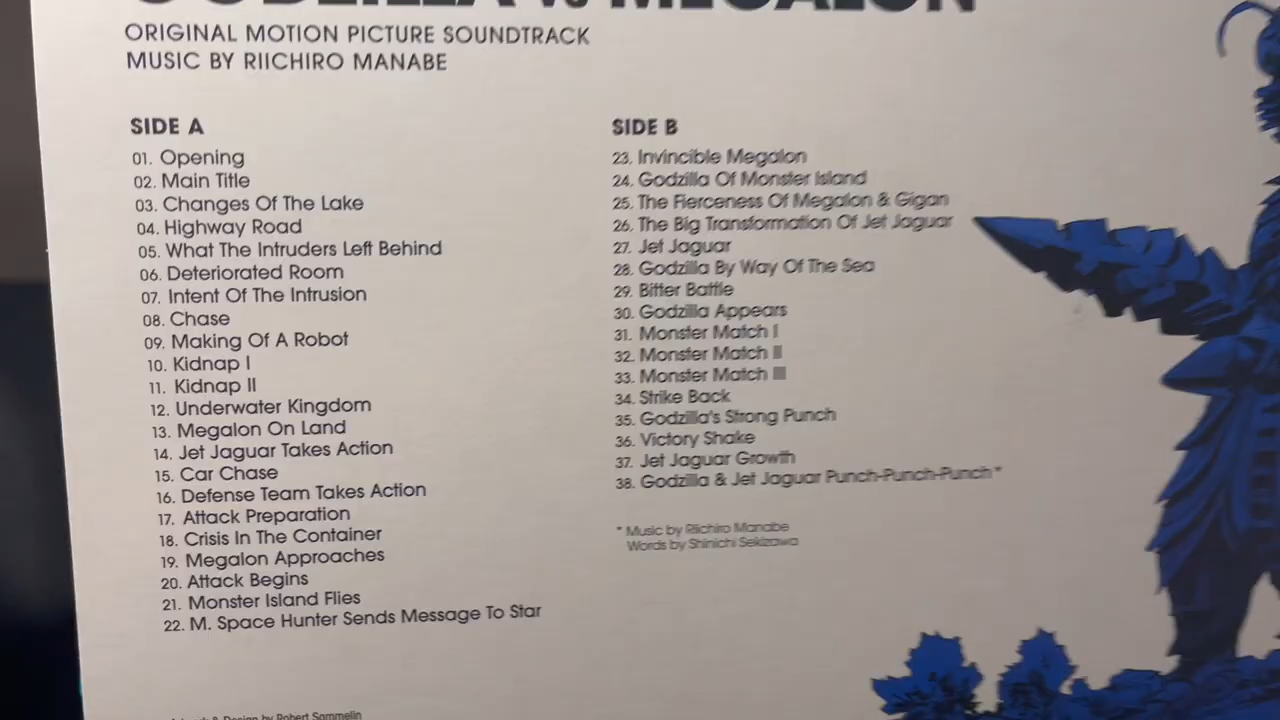 GODZILLA vs MEGALON
ORIGINAL MOTION PICTURE SOUNDTRACK
MUSIC BY RIICHIRO MANABE
SIDE A
01. Opening
02. Main Title
03. Changes Of The Lake
04. Highway Road
05. What The Intruders Left Behind
06. Deteriorated Room
07. Intent Of The Intrusion
08. Chase
09. Making Of A Robot
10. Kidnap I
11. Kidnap II
12. Underwater Kingdom
13. Megalon On Land
14. Jet Jaguar Takes Action
15. Car Chase
16. Defense Team Takes Action
17. Attack Preparation
18. Crisis In The Container
19. Megalon Approaches
20. Attack Begins
21. Monster Island Flies
22. M. Space Hunter Sends Message To Star
SIDE B
23. Invincible Megalon
24. Godzilla Of Monster Island
25. The Fierceness Of Megalon & Gigan
26. The Big Transformation Of Jet Jaguar
27. Jet Jaguar
28. Godzilla By Way Of The Sea
29. Bitter Battle
30. Godzilla Appears
31. Monster Match I
32. Monster Match II
33. Monster Match III
34. Strike Back
35. Godzilla's Strong Punch
36. Victory Shake
37. Jet Jaguar Growth
38. Godzilla & Jet Jaguar Punch-Punch-Punch*
* Music by Riichiro Manabe
Words by Shinichi Sekizawa
& Design by Robert Sammelin